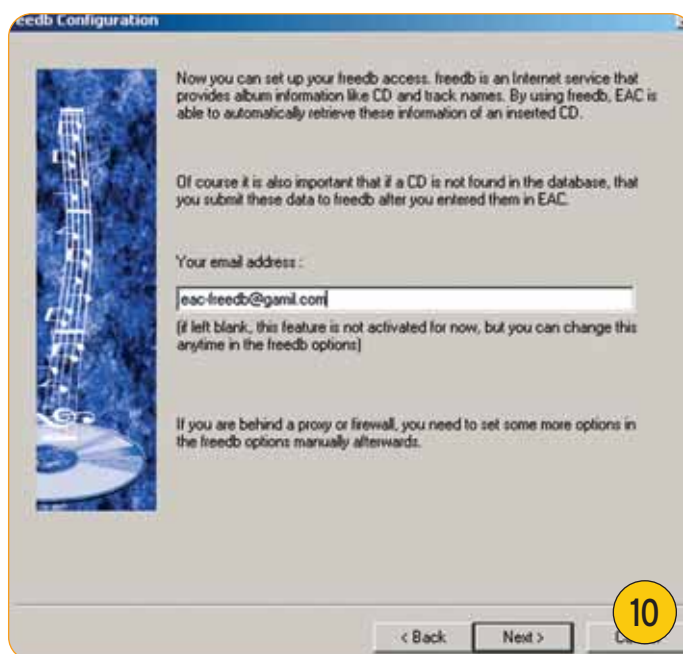 eedb Configuration
Now you can set up your freedb access. freedb is an Internet service that
provides album information like CD and track names. By using freedb, EAC is
able to automatically retrieve these information of an inserted CD.
Of course it is also important that if a CD is not found in the database, that
you submit these data to freedb after you entered them in EAC.
Your email address :
eac-freedb@gamil.com
(if left blank, this feature is not activated for now, but you can change this
anytime in the freedb options)
If you are behind a proxy or firewall, you need to set some more options in
the freedb options manually afterwards.
10
< Back Next >